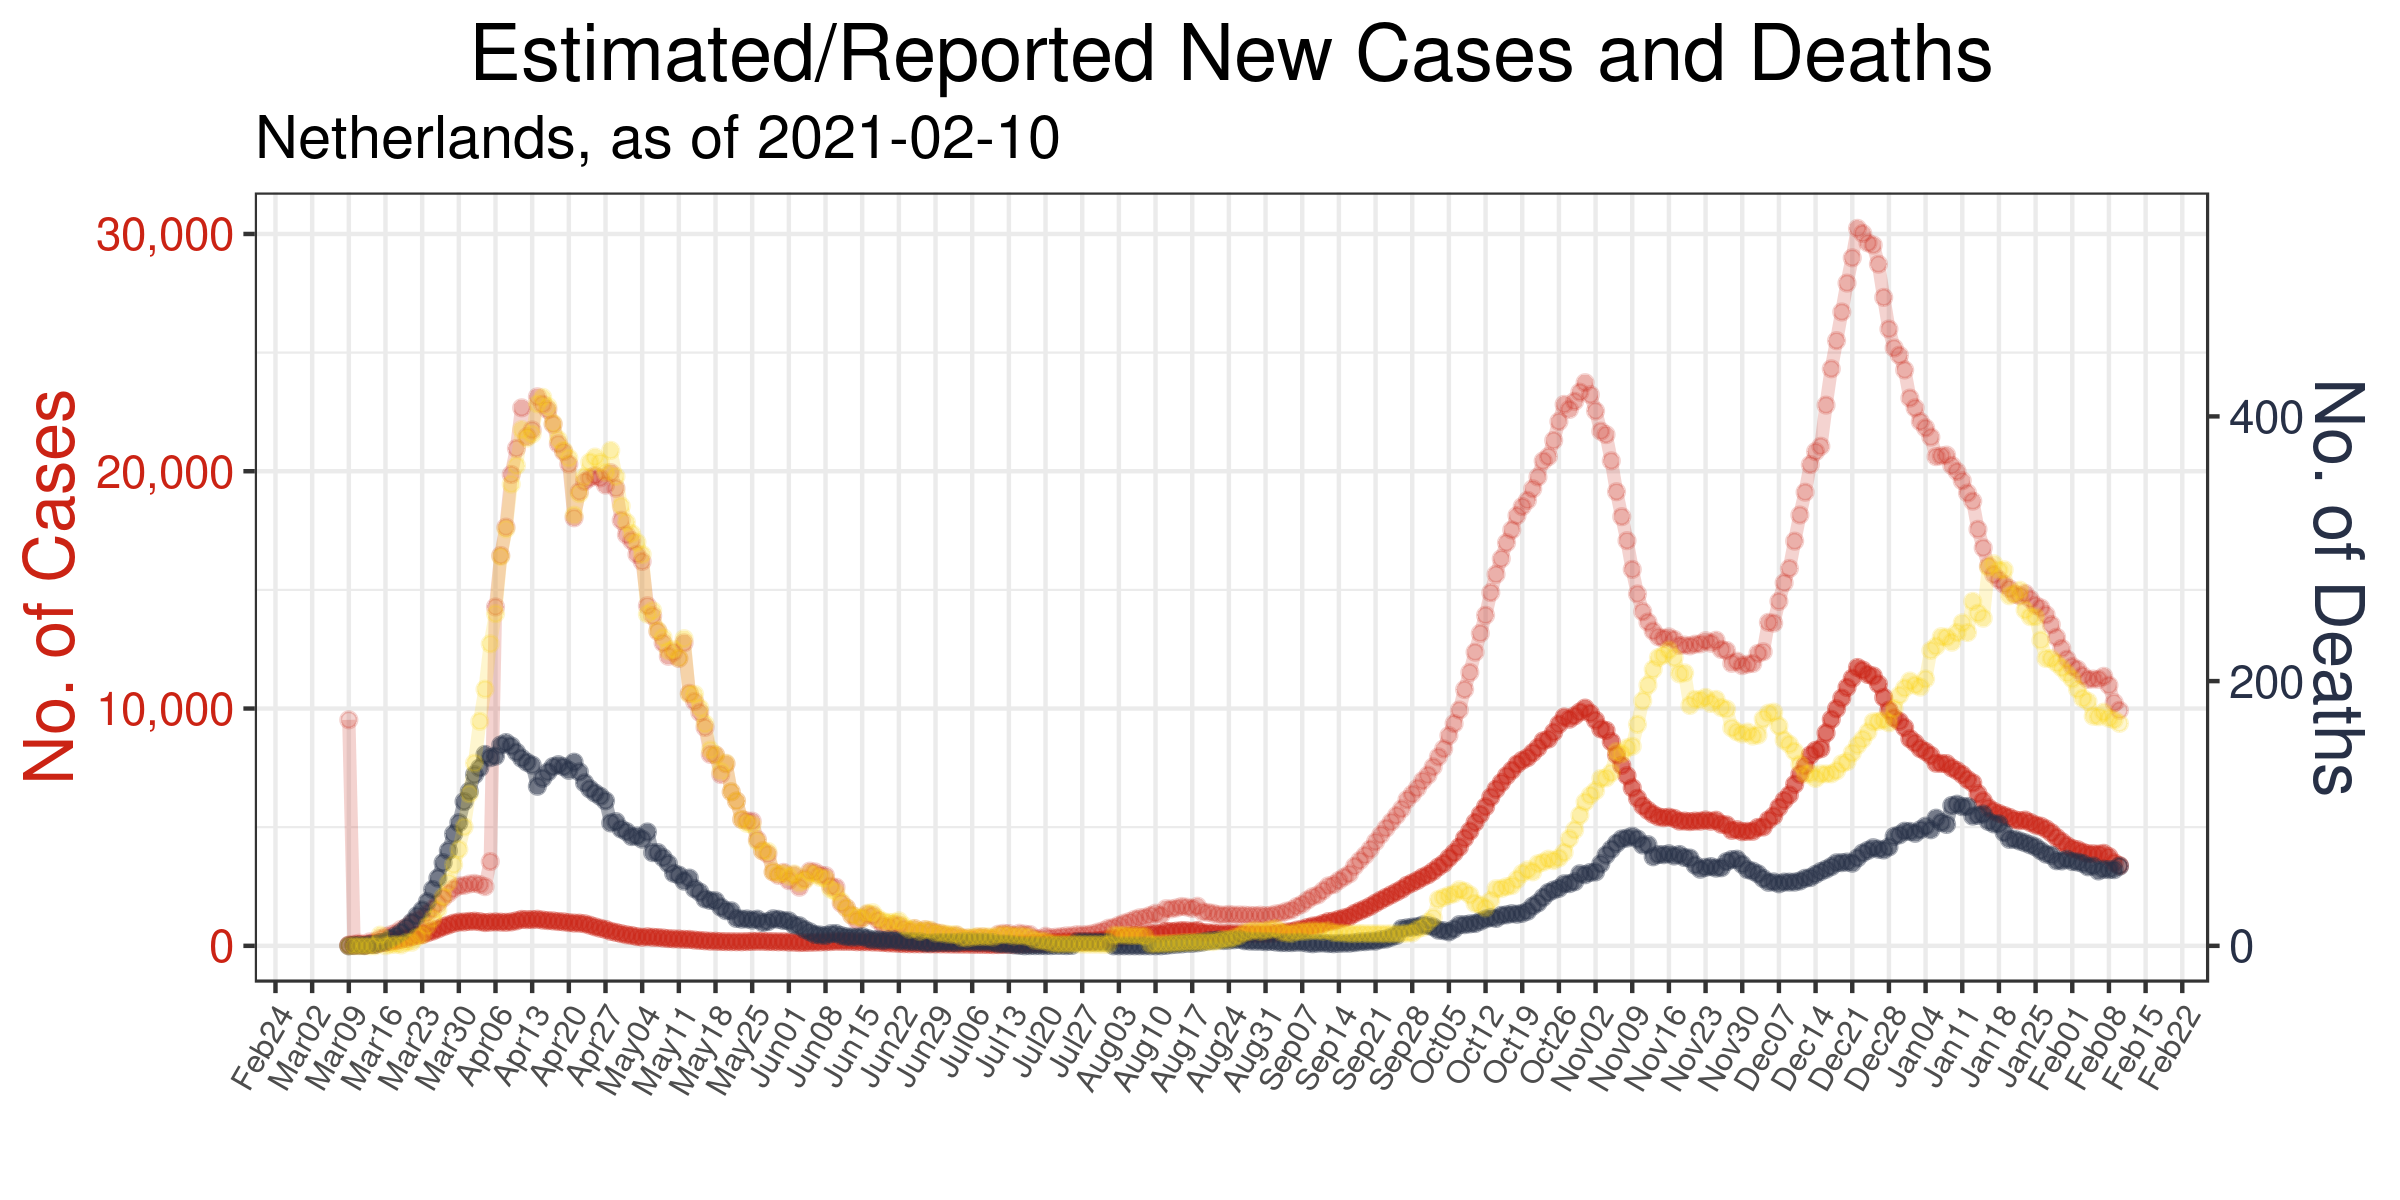 Estimated/Reported New Cases and Deaths
Netherlands, as of 2021-02-10
No. of Cases
30,000
20,000
10,000
0
No. of Deaths
400
200
0
Feb24 Mar02 Mar09 Mar16 Mar23 Mar30 Apr06 Apr13 Apr20 Apr27 May04 May11 May18 May25 Jun01 Jun08 Jun15 Jun22 Jun29 Jul06 Jul13 Jul20 Jul27 Aug03 Aug10 Aug17 Aug24 Aug31 Sep07 Sep14 Sep21 Sep28 Oct05 Oct12 Oct19 Oct26 Nov02 Nov09 Nov16 Nov23 Nov30 Dec07 Dec14 Dec21 Dec28 Jan04 Jan11 Jan18 Jan25 Feb01 Feb08 Feb15 Feb22